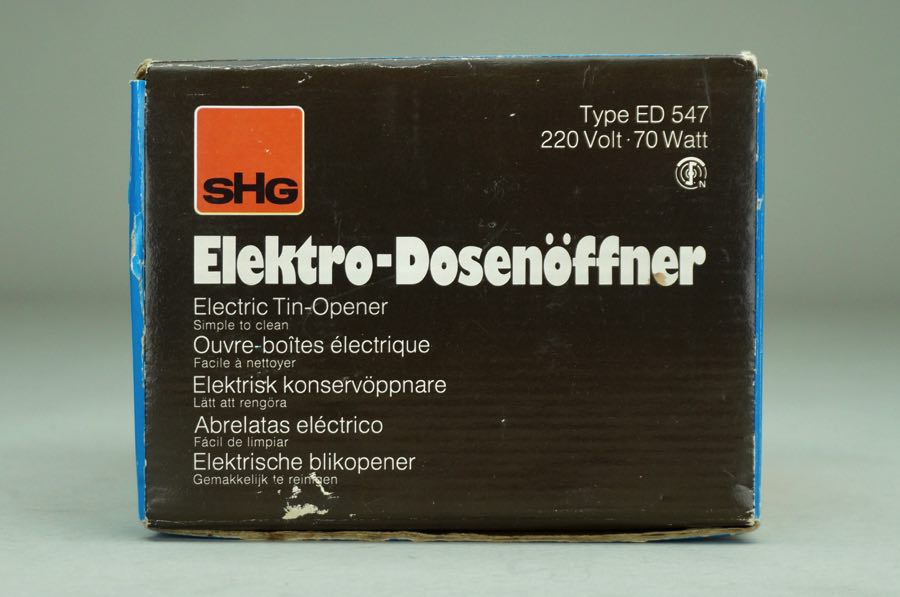 SHG
Type ED 547
220 Volt · 70 Watt
N
Elektro-Dosenöffner
Electric Tin-Opener
Simple to clean
Ouvre-boîtes électrique
Facile à nettoyer
Elektrisk konservöppnare
Lätt att rengöra
Abrelatas eléctrico
Fácil de limpiar
Elektrische blikopener
Gemakkelijk te reinigen